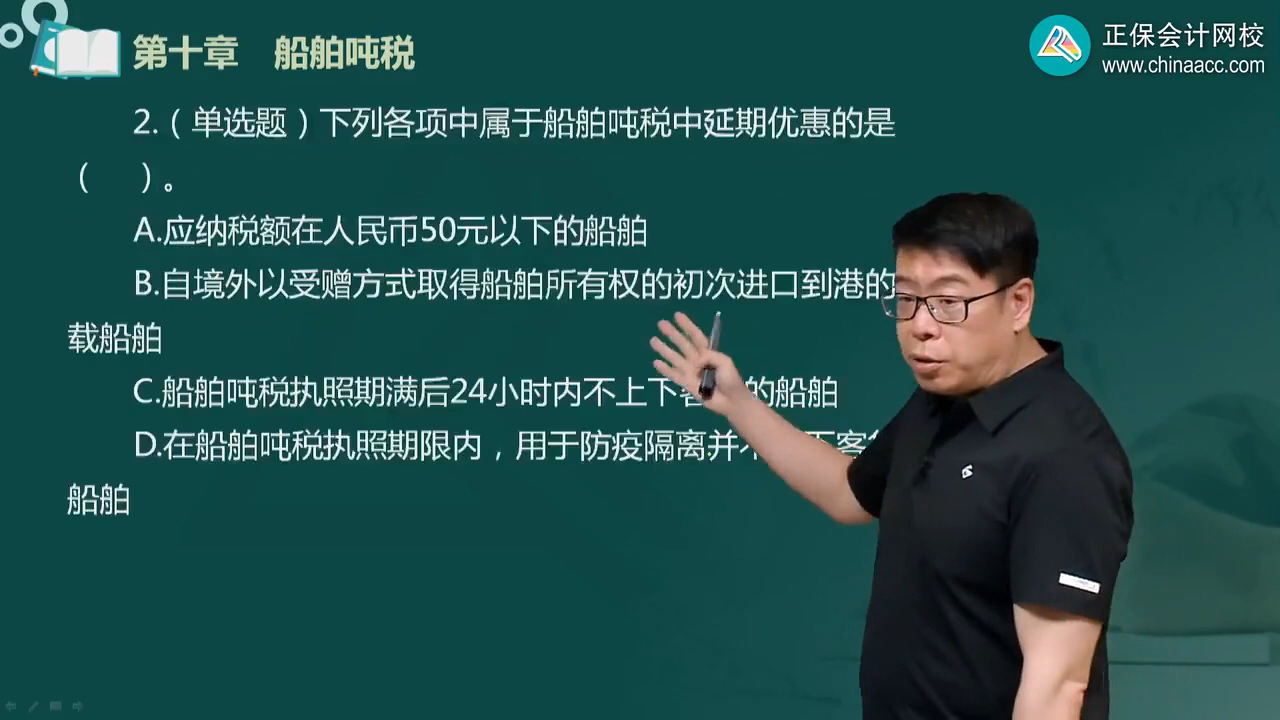 第十章 船舶吨税
正保会计网校
www.chinaacc.com
2.(单选题)下列各项中属于船舶吨税中延期优惠的是
( )。
A.应纳税额在人民币50元以下的船舶
B.自境外以受赠方式取得船舶所有权的初次进口到港的
载船舶
C.船舶吨税执照期满后24小时内不上下 的船舶
D.在船舶吨税执照期限内，用于防疫隔离并不 下客
船舶